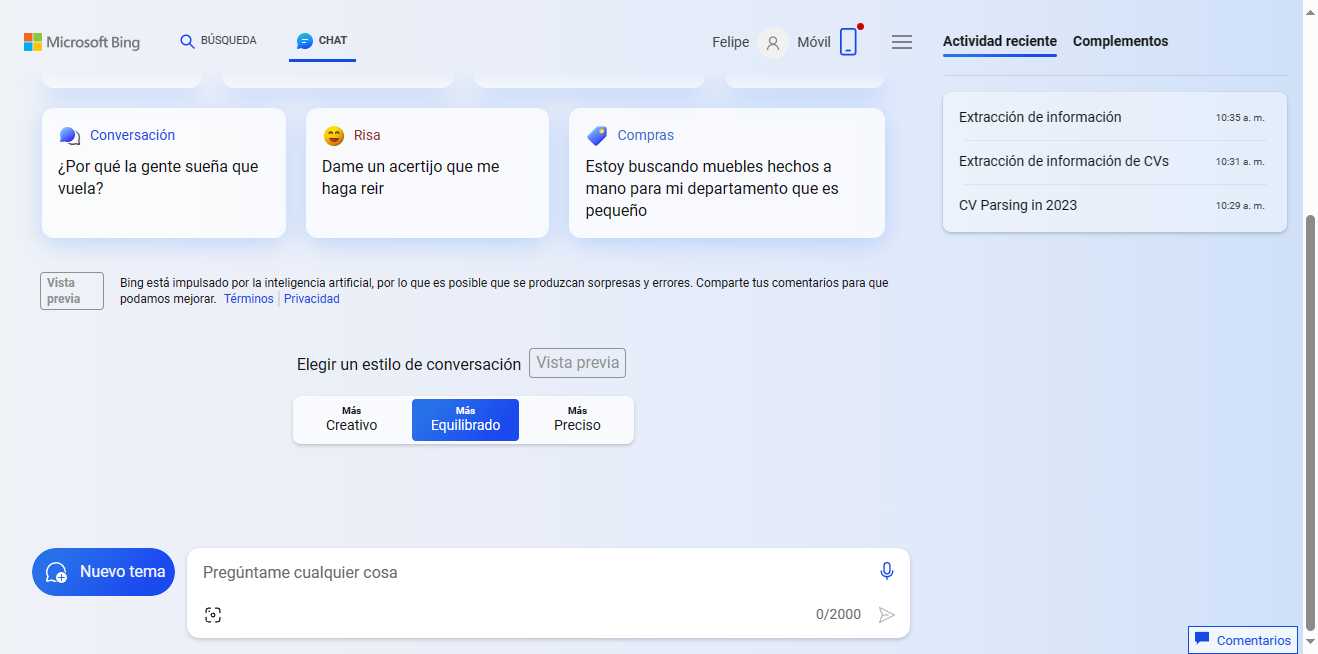 Microsoft Bing
BÚSQUEDA
CHAT
Felipe
Móvil
Actividad reciente
Complementos
Conversación
¿Por qué la gente sueña que
vuela?
Risa
Dame un acertijo que me
haga reir
Compras
Estoy buscando muebles hechos a
mano para mi departamento que es
pequeño
Extracción de información
10:35 a. m.
Extracción de información de CVs
10:31 a. m.
CV Parsing in 2023
10:29 a. m.
Vista
previa
Bing está impulsado por la inteligencia artificial, por lo que es posible que se produzcan sorpresas y errores. Comparte tus comentarios para que
podamos mejorar. Términos Privacidad
Elegir un estilo de conversación
Vista previa
Más
Creativo
Más
Equilibrado
Más
Preciso
Nuevo tema
Pregúntame cualquier cosa
0/2000
Comentarios